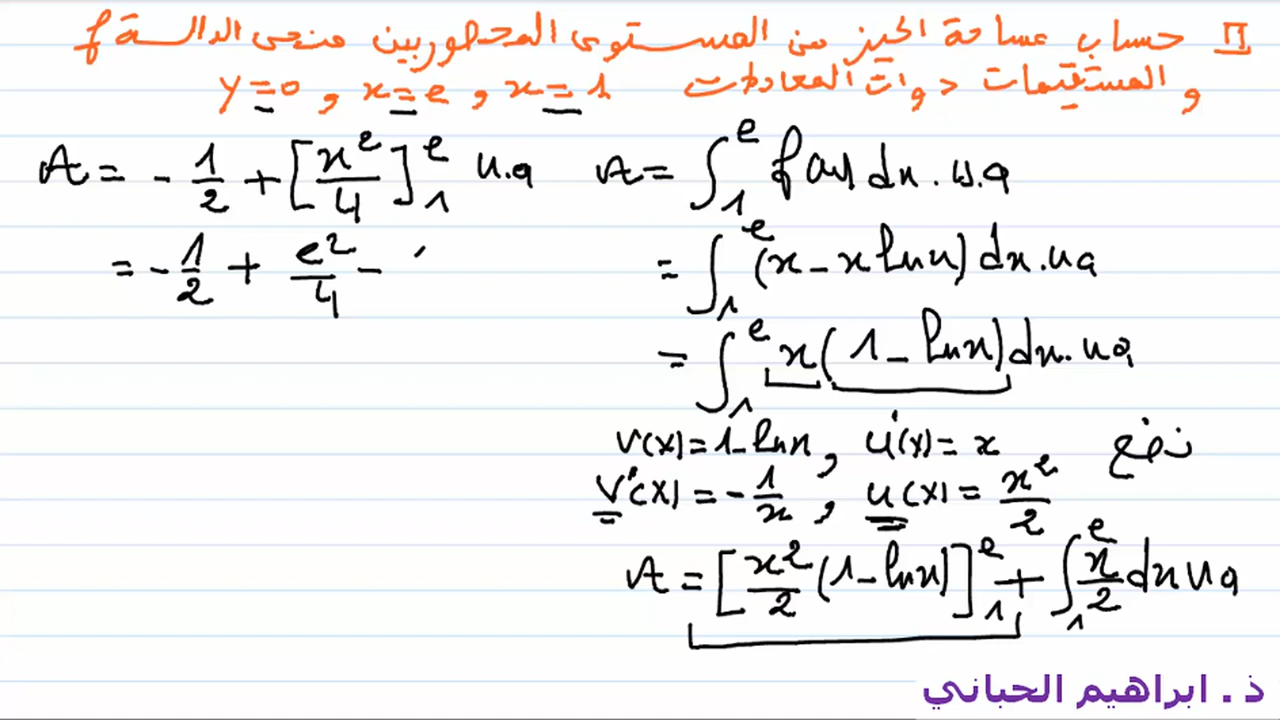 II حساب مساحة الحيز من المستوى المحصور بين منحى الدالة f
و المستقيمات ذوات المعادلات x = 1 , x = e , y = 0
A = ∫₁ᵉ f(x) dx . u.a
= ∫₁ᵉ (x - x ln x) dx . u a
= ∫₁ᵉ x (1 - ln x) dx . u a
نضع u'(x) = x , v(x) = 1 - ln x
u(x) = x²/2 , v'(x) = -1/x
A = [x²/2 (1 - ln x)]₁ᵉ + ∫₁ᵉ x/2 dx u a
A = -1/2 + [x²/4]₁ᵉ u.a
= -1/2 + e²/4 -
ذ . ابراهيم الحباني